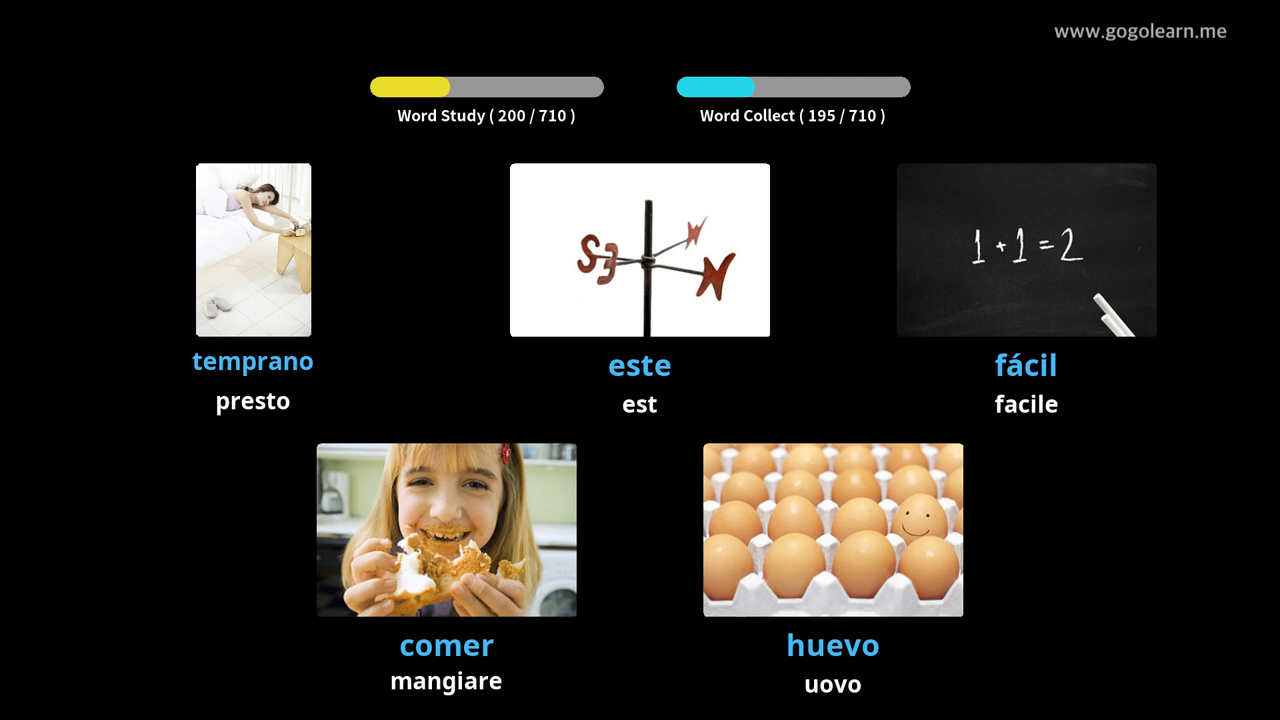 www.gogolearn.me
Word Study ( 200 / 710 )
Word Collect ( 195 / 710 )
S E N N
1 + 1 = 2
temprano
este
fácil
presto
est
facile
comer
huevo
mangiare
uovo